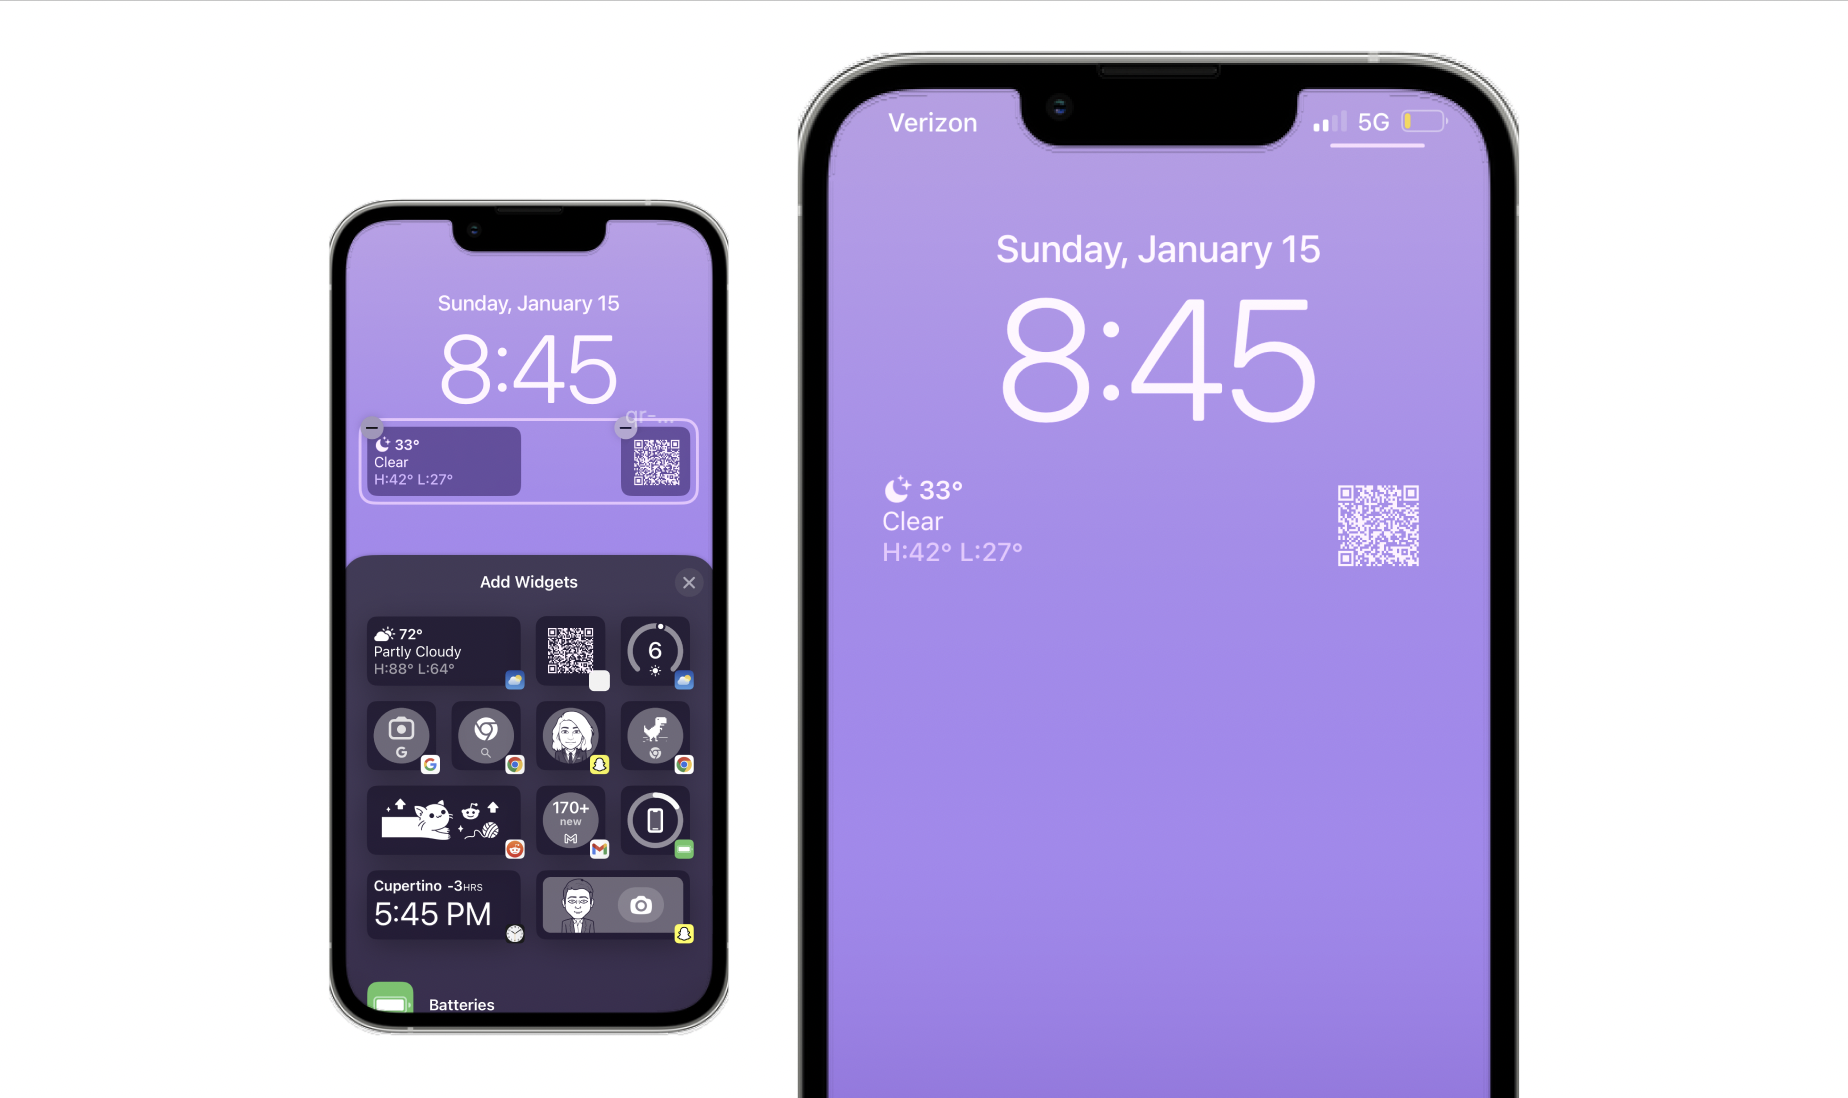 Sunday, January 15
8:45
qr-...
33°
Clear
H:42° L:27°
Add Widgets
72°
Partly Cloudy
H:88° L:64°
6
G
170+
new
Cupertino -3HRS
5:45 PM
Batteries
Verizon
5G
Sunday, January 15
8:45
33°
Clear
H:42° L:27°